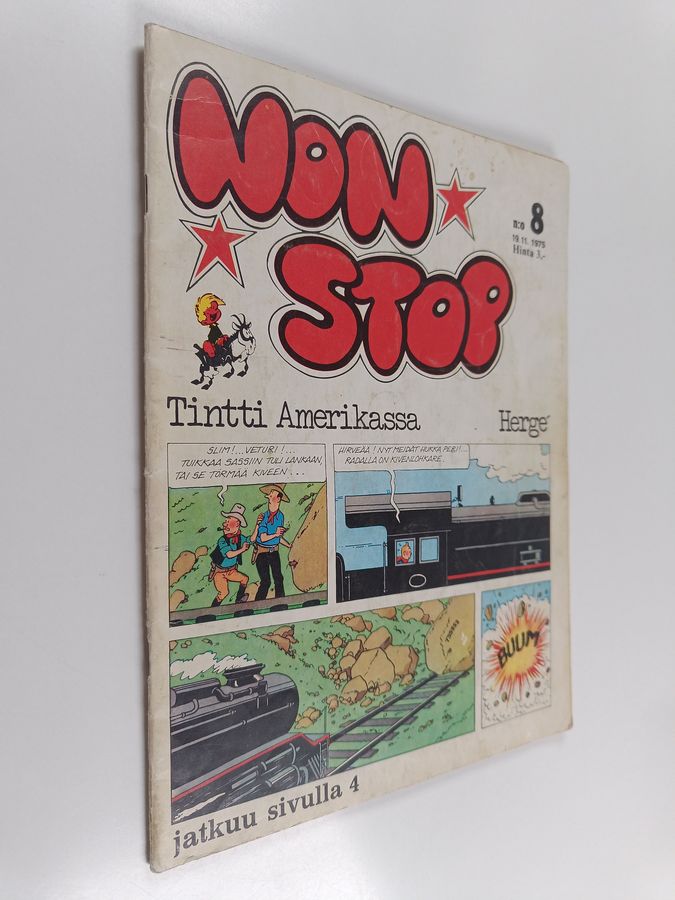 NON
STOP
n:o 8
19.11. 1975
Hinta 3,-
Tintti Amerikassa
Hergé
SLIM!...VETURI!...
TUIKKAA SASSIIN TULI LANKAAN,
TAI SE TÖRMÄÄ KIVEEN...
HIRVEÄÄ! NYT MEIDÄT HUKKA PERI!...
RADALLA ON KIVENLOHKARE.
BUUM
jatkuu sivulla 4